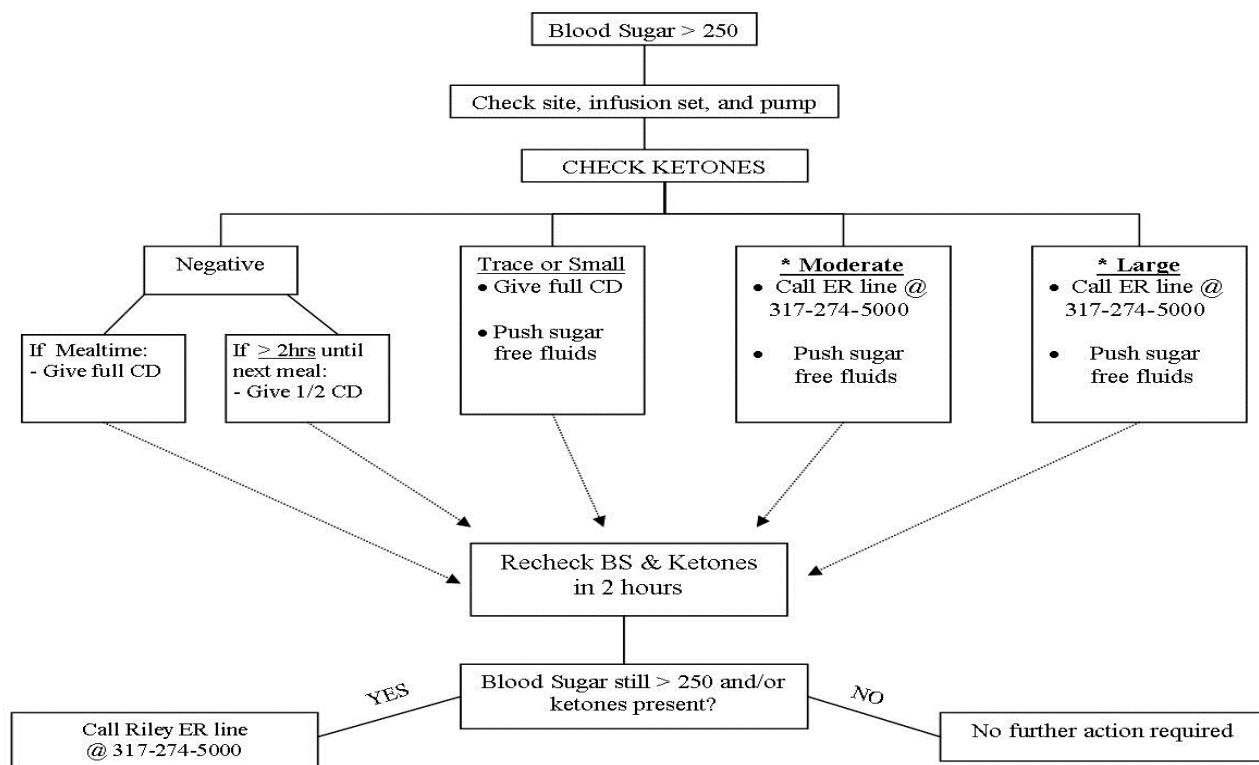 Blood Sugar > 250
Check site, infusion set, and pump
CHECK KETONES
Negative
If Mealtime:
- Give full CD
If > 2hrs until
next meal:
- Give 1/2 CD
Trace or Small
• Give full CD
• Push sugar
free fluids
* Moderate
• Call ER line @
317-274-5000
• Push sugar
free fluids
* Large
• Call ER line @
317-274-5000
• Push sugar
free fluids
Recheck BS & Ketones
in 2 hours
Blood Sugar still > 250 and/or
ketones present?
YES
NO
Call Riley ER line
@ 317-274-5000
No further action required